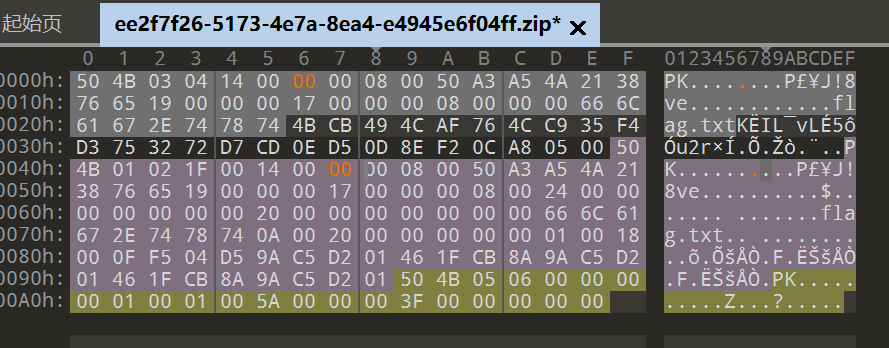 起始页 ee2f7f26-5173-4e7a-8ea4-e4945e6f04ff.zip* ×
0 1 2 3 4 5 6 7 8 9 A B C D E F 0123456789ABCDEF
0000h: 50 4B 03 04 14 00 00 00 08 00 50 A3 A5 4A 21 38 PK........P£¥J!8
0010h: 76 65 19 00 00 00 17 00 00 00 08 00 00 00 66 6C ve............fl
0020h: 61 67 2E 74 78 74 4B CB 49 4C AF 76 4C C9 35 F4 ag.txtKËIL¯vLÉ5ô
0030h: D3 75 32 72 D7 CD 0E D5 0D 8E F2 0C A8 05 00 50 Óu2r×Í.Õ.Žò.¨..P
0040h: 4B 01 02 1F 00 14 00 00 00 08 00 50 A3 A5 4A 21 K..........P£¥J!
0050h: 38 76 65 19 00 00 00 17 00 00 00 08 00 24 00 00 8ve..........$..
0060h: 00 00 00 00 00 20 00 00 00 00 00 00 00 66 6C 61 ..... .......fla
0070h: 67 2E 74 78 74 0A 00 20 00 00 00 00 00 01 00 18 g.txt.. ........
0080h: 00 0F F5 04 D5 9A C5 D2 01 46 1F CB 8A 9A C5 D2 ..õ.ÕšÅÒ.F.ËŠšÅÒ
0090h: 01 46 1F CB 8A 9A C5 D2 01 50 4B 05 06 00 00 00 .F.ËŠšÅÒ.PK.....
00A0h: 00 01 00 01 00 5A 00 00 00 3F 00 00 00 00 00 .....Z...?.....